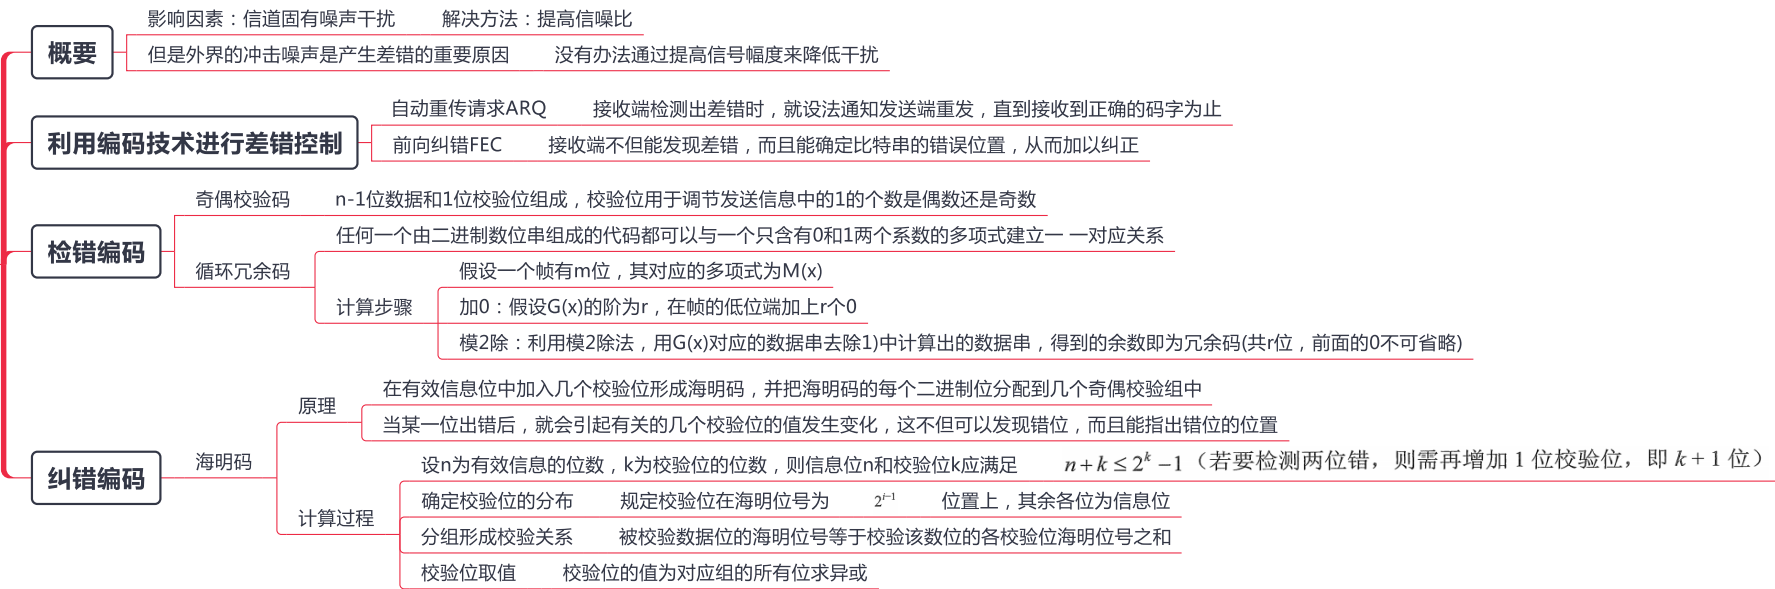 概要
影响因素：信道固有噪声干扰 解决方法：提高信噪比
但是外界的冲击噪声是产生差错的重要原因 没有办法通过提高信号幅度来降低干扰
利用编码技术进行差错控制
自动重传请求ARQ 接收端检测出差错时，就设法通知发送端重发，直到接收到正确的码字为止
前向纠错FEC 接收端不但能发现差错，而且能确定比特串的错误位置，从而加以纠正
检错编码
奇偶校验码 n-1位数据和1位校验位组成，校验位用于调节发送信息中的1的个数是偶数还是奇数
循环冗余码
任何一个由二进制数位串组成的代码都可以与一个只含有0和1两个系数的多项式建立一 一对应关系
计算步骤
假设一个帧有m位，其对应的多项式为M(x)
加0：假设G(x)的阶为r，在帧的低位端加上r个0
模2除：利用模2除法，用G(x)对应的数据串去除1)中计算出的数据串，得到的余数即为冗余码(共r位，前面的0不可省略)
纠错编码
海明码
原理
在有效信息位中加入几个校验位形成海明码，并把海明码的每个二进制位分配到几个奇偶校验组中
当某一位出错后，就会引起有关的几个校验位的值发生变化，这不但可以发现错位，而且能指出错位的位置
计算过程
设n为有效信息的位数，k为校验位的位数，则信息位n和校验位k应满足 n+k≤2^k−1（若要检测两位错，则需再增加 1 位校验位，即 k + 1 位）
确定校验位的分布 规定校验位在海明位号为 2^{i−1} 位置上，其余各位为信息位
分组形成校验关系 被校验数据位的海明位号等于校验该数位的各校验位海明位号之和
校验位取值 校验位的值为对应组的所有位求异或